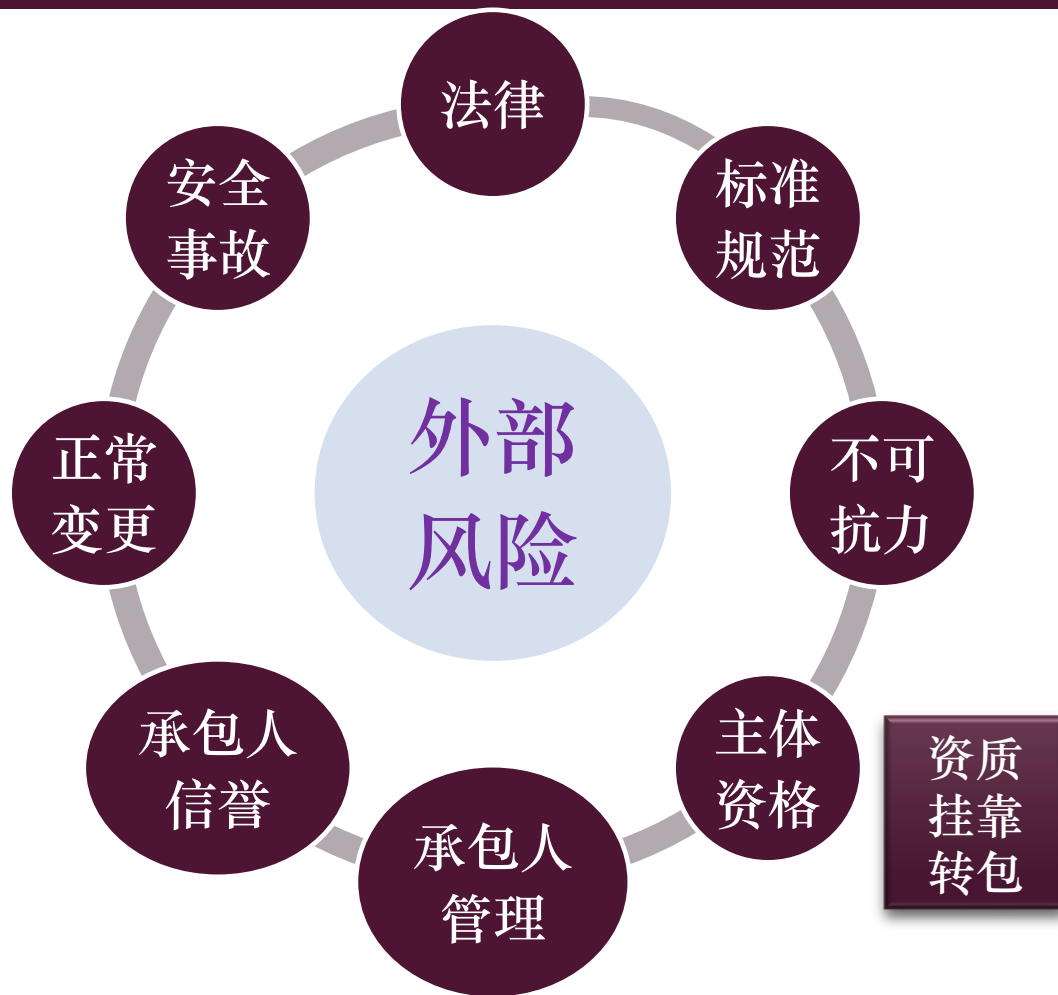 法律
标准
规范
不可
抗力
主体
资格
资质
挂靠
转包
承包人
管理
承包人
信誉
正常
变更
安全
事故
外部
风险